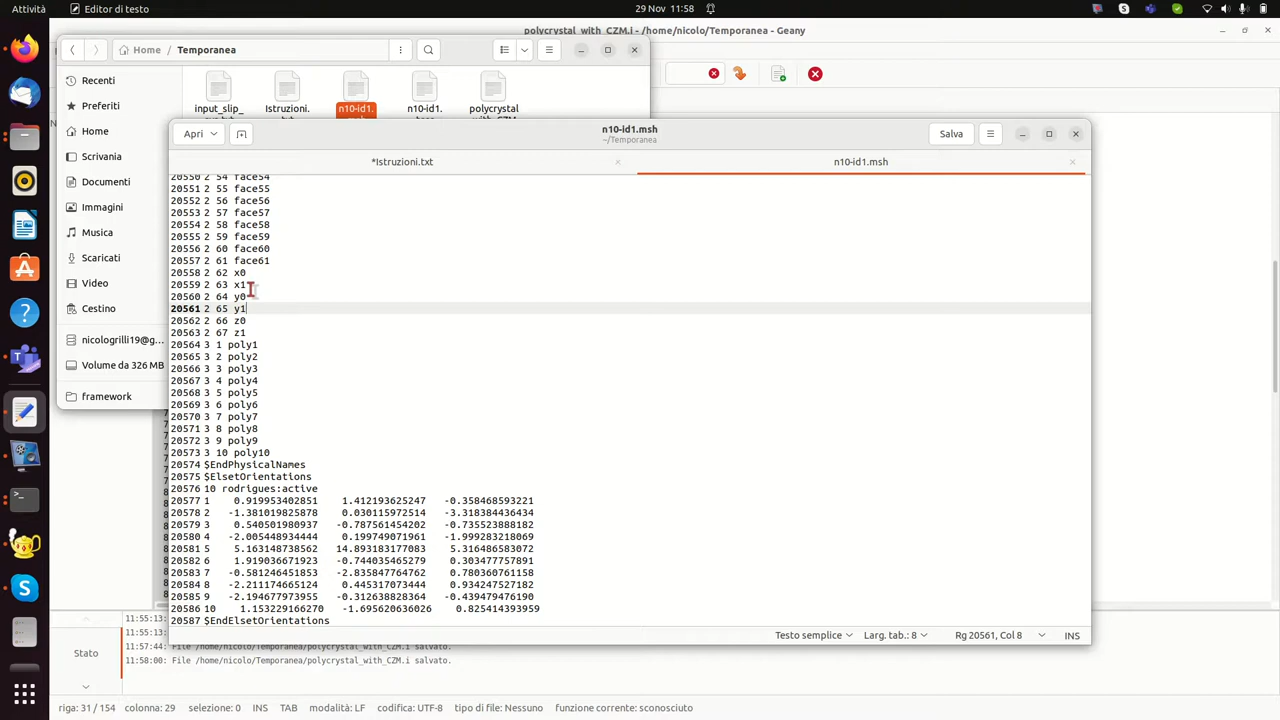 Attività
Editor di testo
29 Nov 11:58
polycrystal_with_CZM.i - /home/nicolo/Temporanea - Geany
Home
Temporanea
Recenti
Preferiti
Home
Scrivania
Documenti
Immagini
Musica
Scaricati
Video
Cestino
nicologrilli19@g...
Volume da 326 MB
framework
input_slip_
Istruzioni.
n10-id1.
n10-id1.
polycrystal
_with_CZM.
Apri
n10-id1.msh
~/Temporanea
Salva
*Istruzioni.txt
n10-id1.msh
20550 2 54 face54
20551 2 55 face55
20552 2 56 face56
20553 2 57 face57
20554 2 58 face58
20555 2 59 face59
20556 2 60 face60
20557 2 61 face61
20558 2 62 x0
20559 2 63 x1
20560 2 64 y0
20561 2 65 y1
20562 2 66 z0
20563 2 67 z1
20564 3 1 poly1
20565 3 2 poly2
20566 3 3 poly3
20567 3 4 poly4
20568 3 5 poly5
20569 3 6 poly6
20570 3 7 poly7
20571 3 8 poly8
20572 3 9 poly9
20573 3 10 poly10
20574 $EndPhysicalNames
20575 $ElsetOrientations
20576 10 rodrigues:active
20577 1 0.919953402851 1.412193625247 -0.358468593221
20578 2 -1.381019825878 0.030115972514 -3.318384436434
20579 3 0.540501980937 -0.787561454202 -0.735523888182
20580 4 -2.005448934444 0.199749071961 -1.999283218069
20581 5 5.163148738562 14.893183177083 5.316486583072
20582 6 1.919036671923 -0.744035465279 0.303477757891
20583 7 -0.581246451853 -2.835847764762 0.780360761158
20584 8 -2.211174665124 0.445317073444 0.934247527182
20585 9 -2.194677973955 -0.312638828364 -0.439479476190
20586 10 1.153229166270 -1.695620636026 0.825414393959
20587 $EndElsetOrientations
Testo semplice
Larg. tab.: 8
Rg 20561, Col 8
INS
Stato
11:55:13:
11:55:13:
11:57:44: File /home/nicolo/Temporanea/polycrystal_with_CZM.i salvato.
11:58:00: File /home/nicolo/Temporanea/polycrystal_with_CZM.i salvato.
riga: 31 / 154
colonna: 29
selezione: 0
INS
TAB
modalità: LF
codifica: UTF-8
tipo di file: Nessuno
funzione corrente: sconosciuto